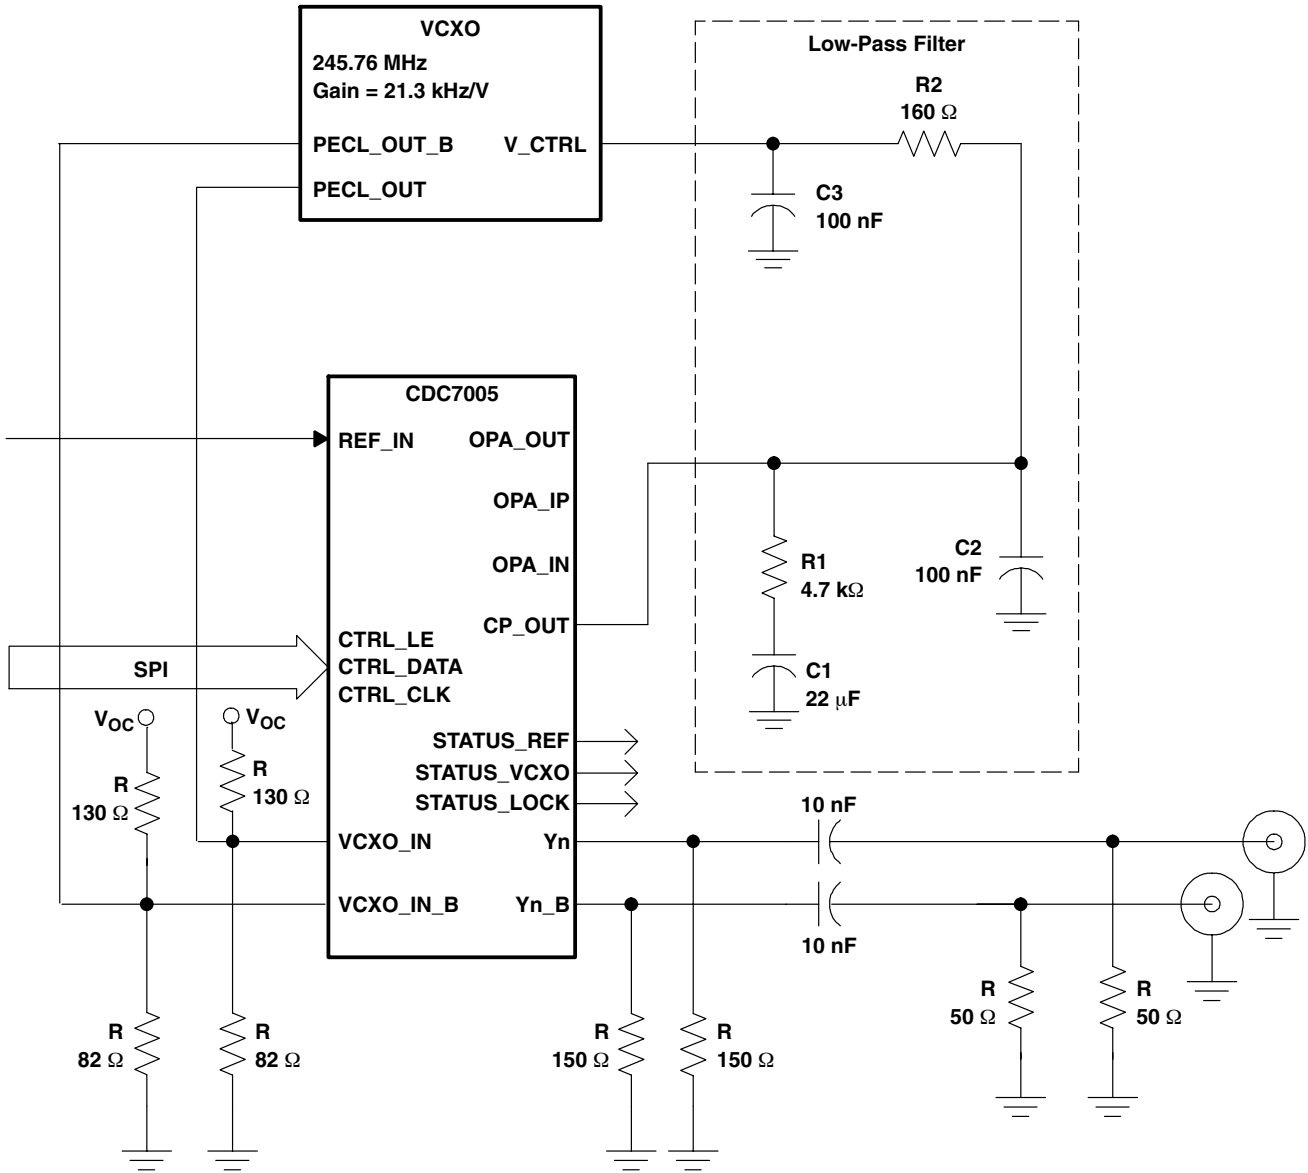 VCXO
245.76 MHz
Gain = 21.3 kHz/V
PECL_OUT_B V_CTRL
PECL_OUT
Low-Pass Filter
R2
160 Ω
C3
100 nF
CDC7005
REF_IN OPA_OUT
OPA_IP
OPA_IN
CP_OUT
R1
4.7 kΩ
C2
100 nF
C1
22 µF
SPI
CTRL_LE
CTRL_DATA
CTRL_CLK
VOC
VOC
R
130 Ω
R
130 Ω
STATUS_REF
STATUS_VCXO
STATUS_LOCK
VCXO_IN Yn
VCXO_IN_B Yn_B
10 nF
10 nF
R
82 Ω
R
82 Ω
R
150 Ω
R
150 Ω
R
50 Ω
R
50 Ω